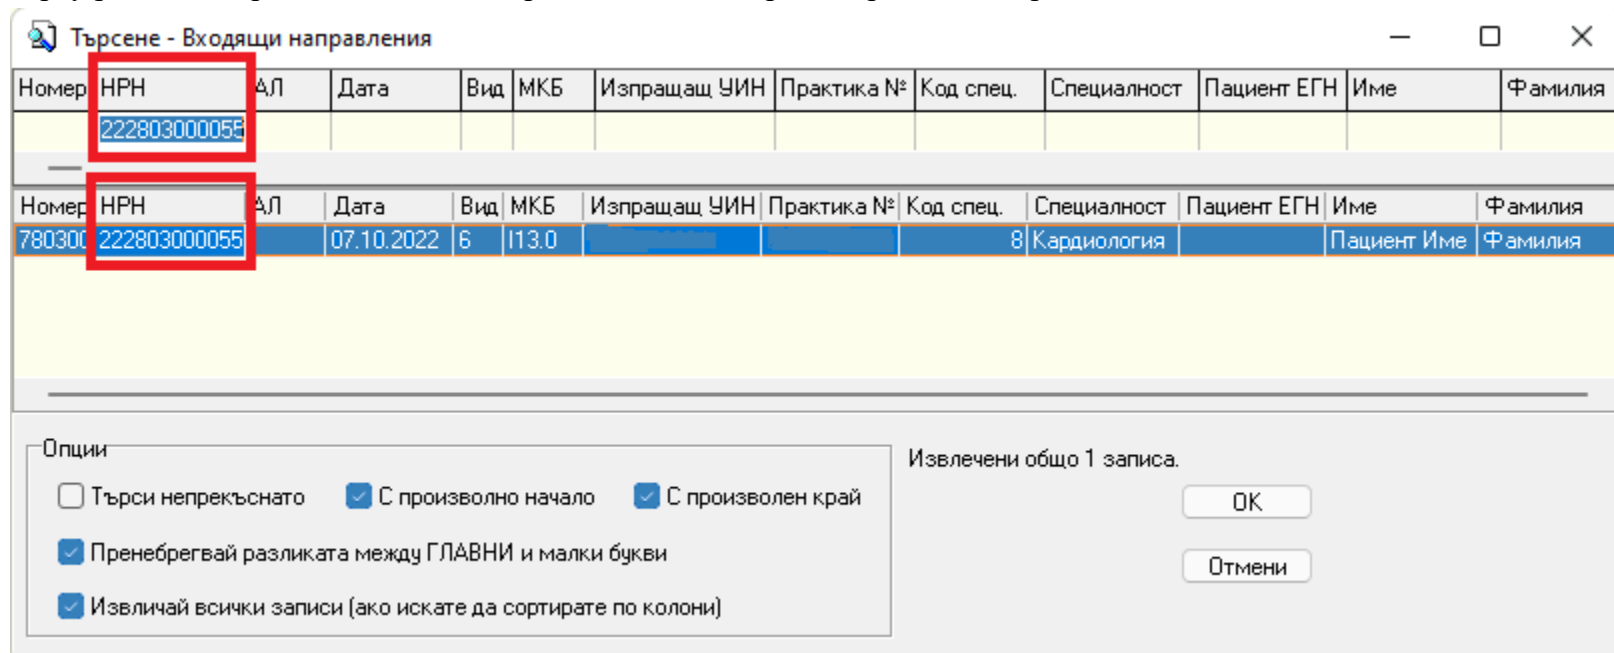 Търсене - Входящи направления
Номер НРН АЛ Дата Вид МКБ Изпращащ УИН Практика № Код спец. Специалност Пациент ЕГН Име Фамилия
222803000055
Номер НРН АЛ Дата Вид МКБ Изпращащ УИН Практика № Код спец. Специалност Пациент ЕГН Име Фамилия
780300 222803000055 07.10.2022 6 I13.0 8 Кардиология Пациент Име Фамилия
Опции
Търси непрекъснато С произволно начало С произволен край
Пренебрегвай разликата между ГЛАВНИ и малки букви
Извличай всички записи (ако искате да сортирате по колони)
Извлечени общо 1 записа.
OK
Отмени